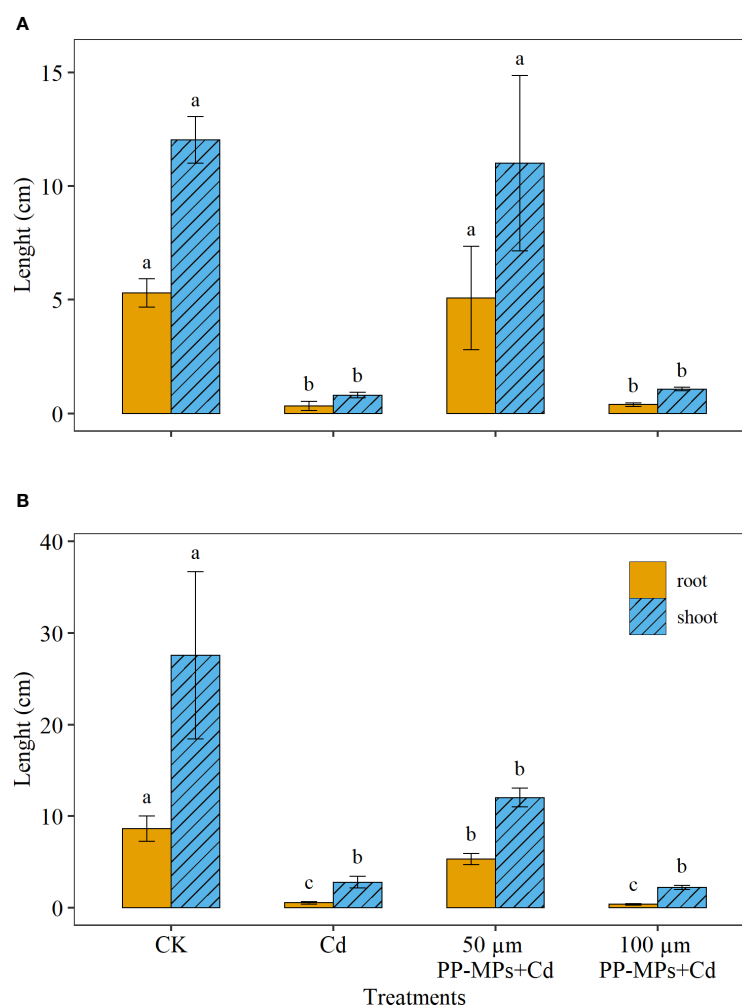 A
15
10
5
0
Lenght (cm)
a
a
b
b
a
a
b
b
B
40
30
20
10
0
Lenght (cm)
a
a
c
b
b
b
c
b
root
shoot
CK
Cd
50 µm
PP-MPs+Cd
100 µm
PP-MPs+Cd
Treatments